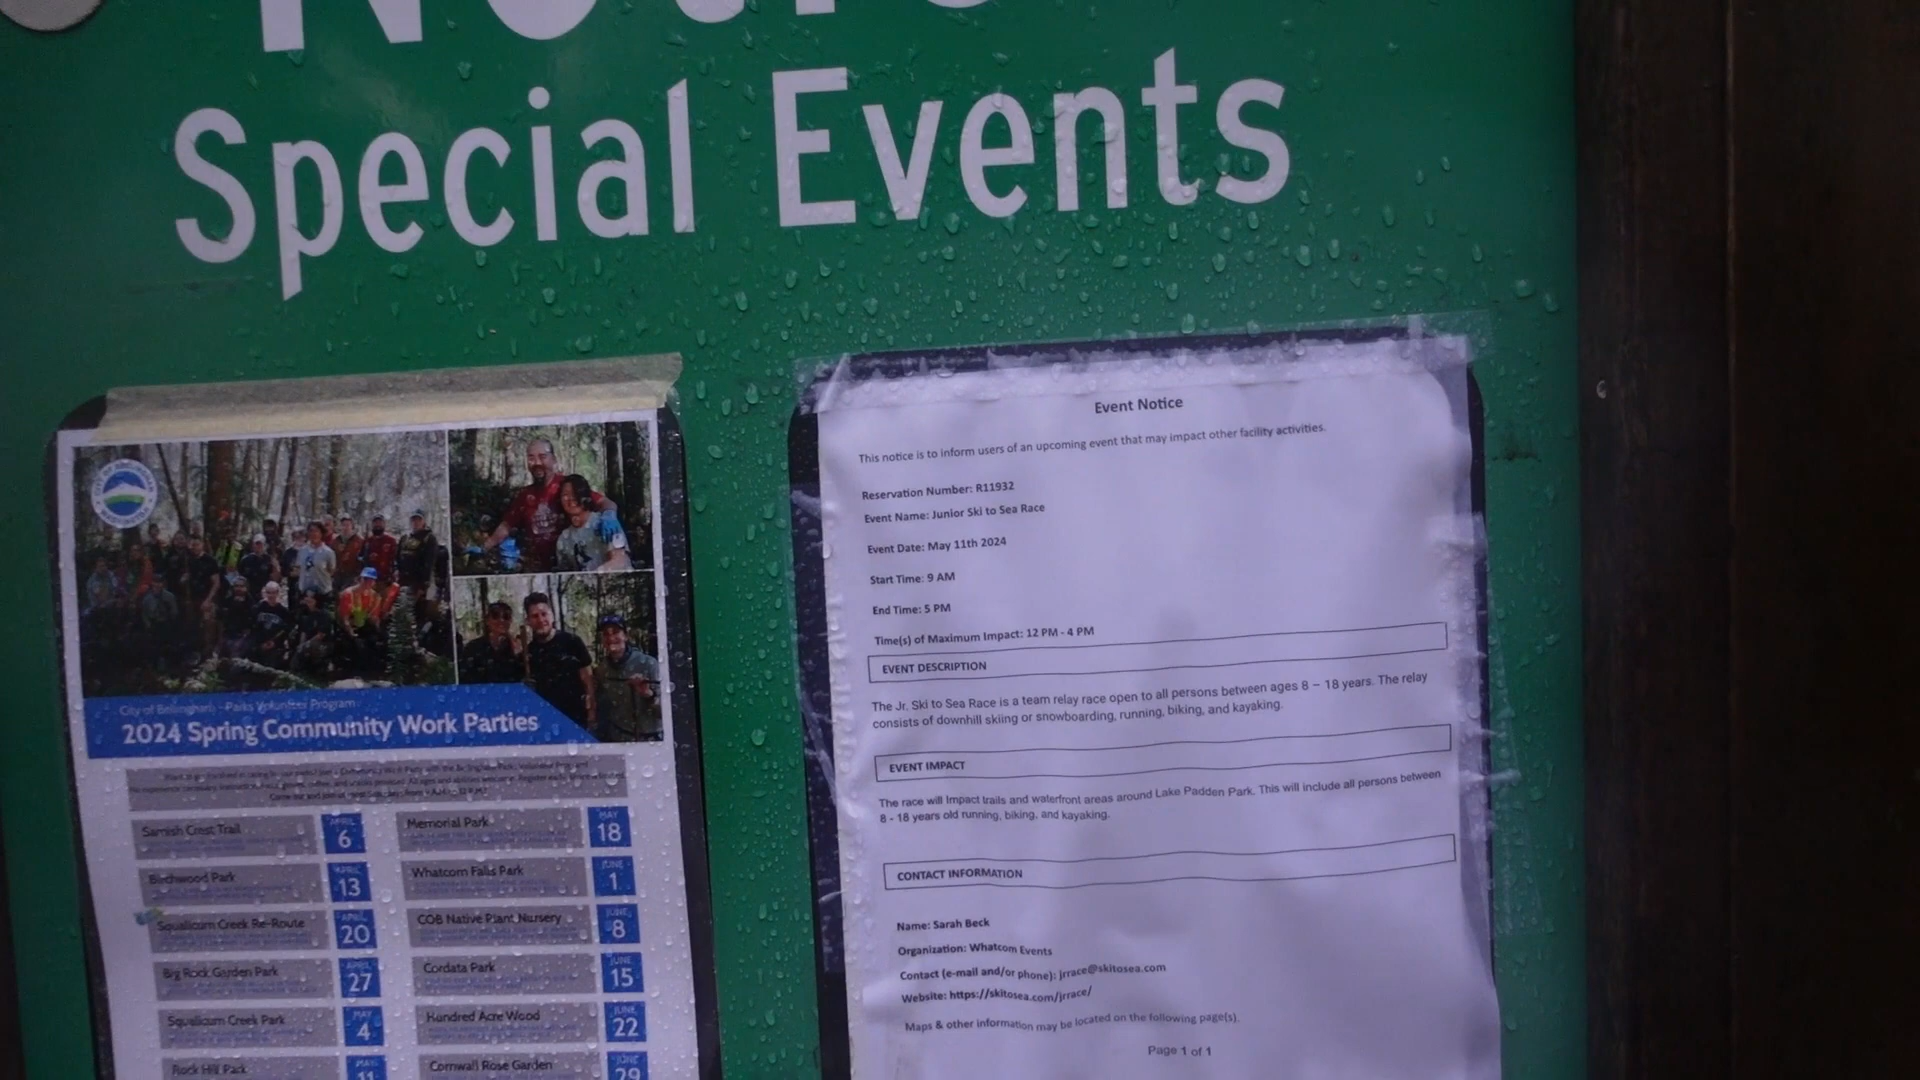 Special Events
CITY OF BELLINGHAM
WASHINGTON
City of Bellingham - Parks Volunteer Program
2024 Spring Community Work Parties
Samish Crest Trail
APRIL
6
Birchwood Park
APRIL
13
Squalicum Creek Re-Route
APRIL
20
Big Rock Garden Park
APRIL
27
Squalicum Creek Park
MAY
4
Rock Hill Park
MAY
11
Memorial Park
MAY
18
Whatcom Falls Park
JUNE
1
COB Native Plant Nursery
JUNE
8
Cordata Park
JUNE
15
Hundred Acre Wood
JUNE
22
Cornwall Rose Garden
JUNE
29
Event Notice
This notice is to inform users of an upcoming event that may impact other facility activities.
Reservation Number: R11932
Event Name: Junior Ski to Sea Race
Event Date: May 11th 2024
Start Time: 9 AM
End Time: 5 PM
Time(s) of Maximum Impact: 12 PM - 4 PM
EVENT DESCRIPTION
The Jr. Ski to Sea Race is a team relay race open to all persons between ages 8 – 18 years. The relay
consists of downhill skiing or snowboarding, running, biking, and kayaking.
EVENT IMPACT
The race will Impact trails and waterfront areas around Lake Padden Park. This will include all persons between
8 - 18 years old running, biking, and kayaking.
CONTACT INFORMATION
Name: Sarah Beck
Organization: Whatcom Events
Contact (e-mail and/or phone): jrrace@skitosea.com
Website: https://skitosea.com/jrrace/
Maps & other information may be located on the following page(s).
Page 1 of 1